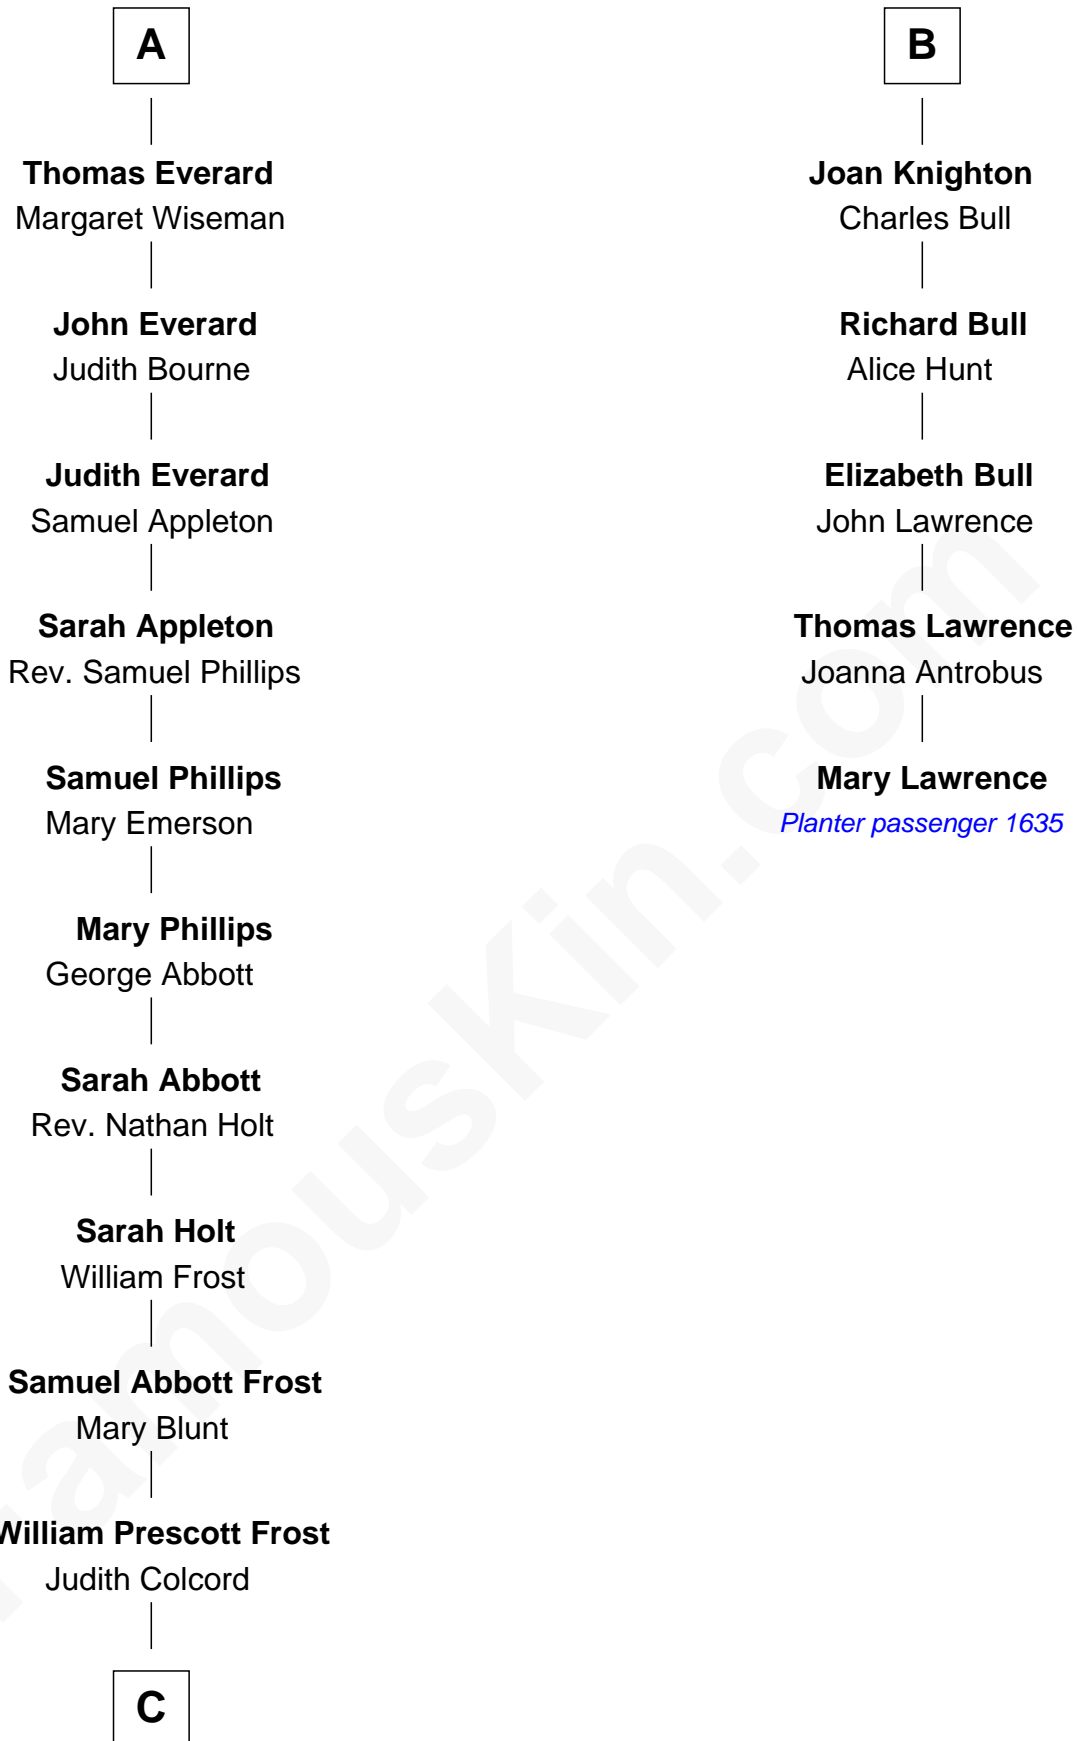 A
Thomas Everard
Margaret Wiseman
John Everard
Judith Bourne
Judith Everard
Samuel Appleton
Sarah Appleton
Rev. Samuel Phillips
Samuel Phillips
Mary Emerson
Mary Phillips
George Abbott
Sarah Abbott
Rev. Nathan Holt
Sarah Holt
William Frost
Samuel Abbott Frost
Mary Blunt
William Prescott Frost
Judith Colcord
C
B
Joan Knighton
Charles Bull
Richard Bull
Alice Hunt
Elizabeth Bull
John Lawrence
Thomas Lawrence
Joanna Antrobus
Mary Lawrence
Planter passenger 1635
FamousKin.com